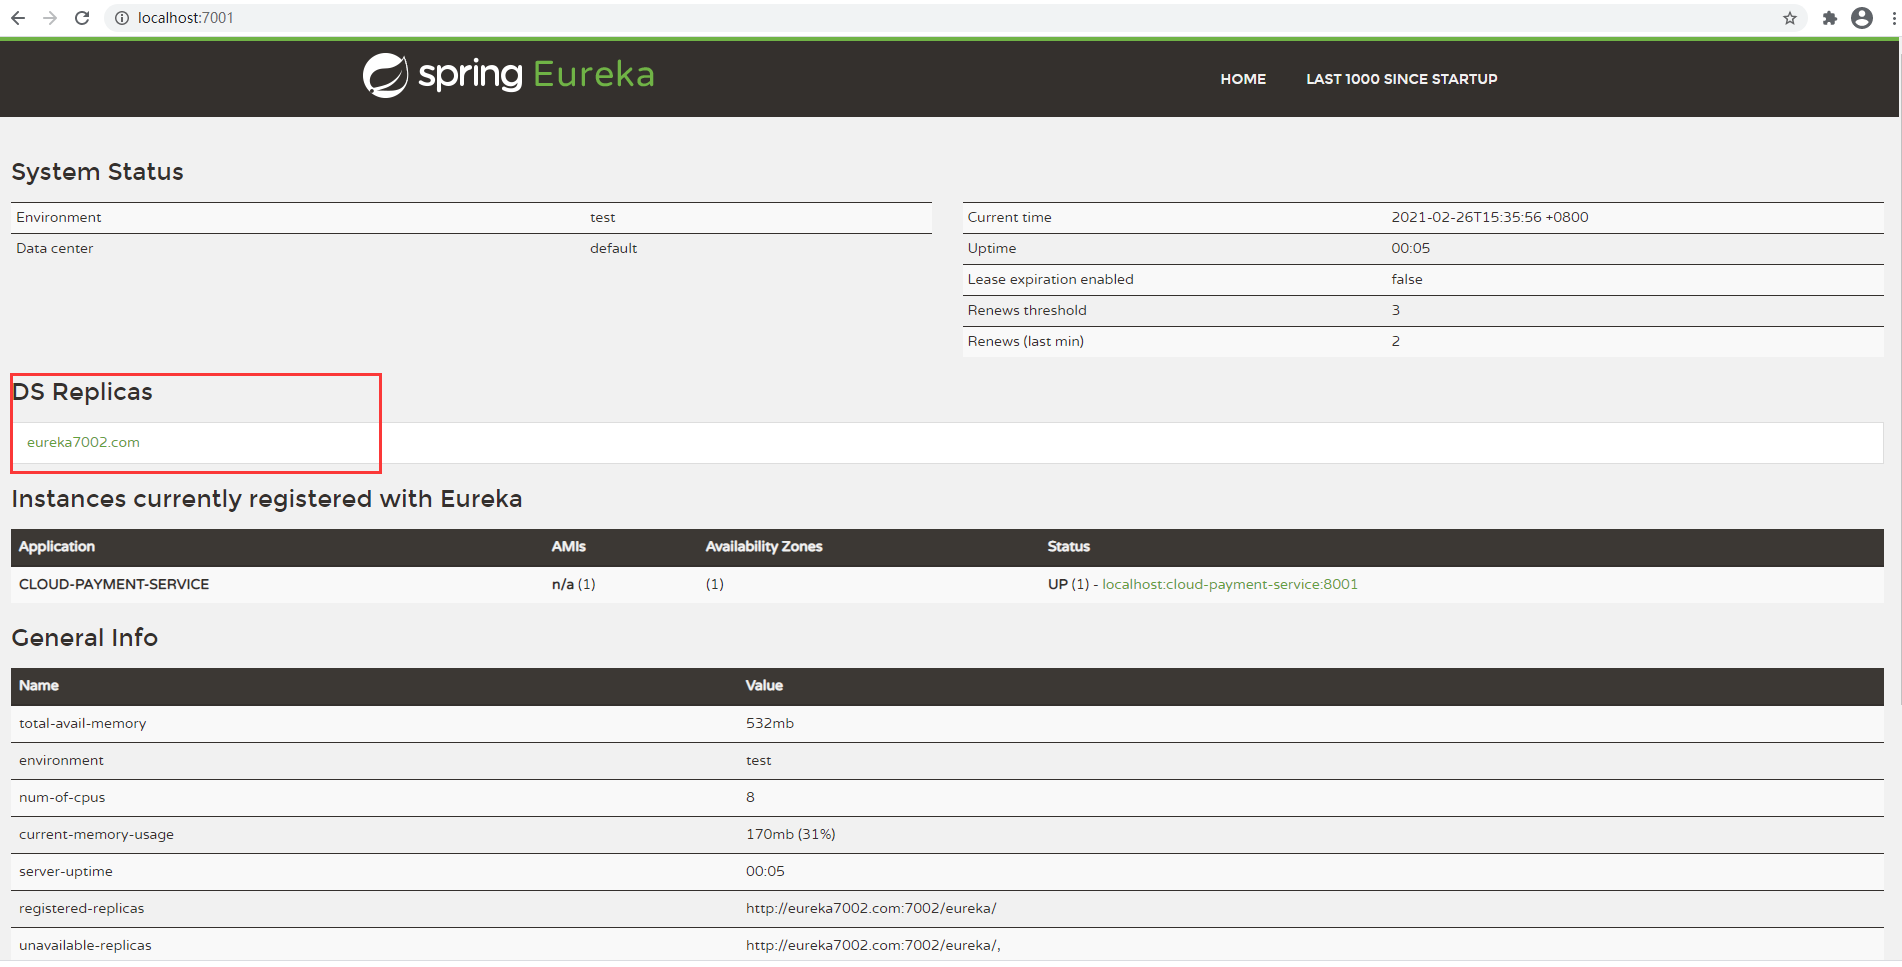 localhost:7001
spring Eureka
HOME LAST 1000 SINCE STARTUP
System Status
Environment test
Data center default
Current time 2021-02-26T15:35:56 +0800
Uptime 00:05
Lease expiration enabled false
Renews threshold 3
Renews (last min) 2
DS Replicas
eureka7002.com
Instances currently registered with Eureka
Application AMIs Availability Zones Status
CLOUD-PAYMENT-SERVICE n/a (1) (1) UP (1) - localhost:cloud-payment-service:8001
General Info
Name Value
total-avail-memory 532mb
environment test
num-of-cpus 8
current-memory-usage 170mb (31%)
server-uptime 00:05
registered-replicas http://eureka7002.com:7002/eureka/
unavailable-replicas http://eureka7002.com:7002/eureka/,